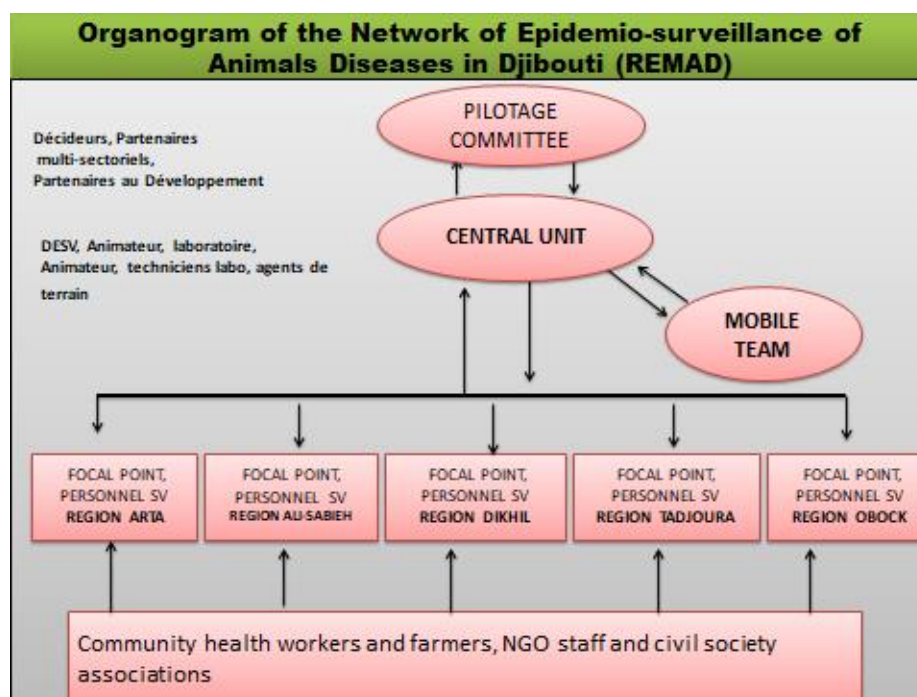 Organogram of the Network of Epidemio-surveillance of
Animals Diseases in Djibouti (REMAD)
PILOTAGE
COMMITTEE
Décideurs, Partenaires
multi-sectoriels,
Partenaires au Développement
CENTRAL UNIT
DESV, Animateur, laboratoire,
Animateur, techniciens labo, agents de
terrain
MOBILE
TEAM
FOCAL POINT,
PERSONNEL SV
REGION ARTA
FOCAL POINT,
PERSONNEL SV
REGION ALI-SABIEH
FOCAL POINT,
PERSONNEL SV
REGION DIKHIL
FOCAL POINT,
PERSONNEL SV
REGION TADJOURA
FOCAL POINT,
PERSONNEL SV
REGION OBOCK
Community health workers and farmers, NGO staff and civil society
associations